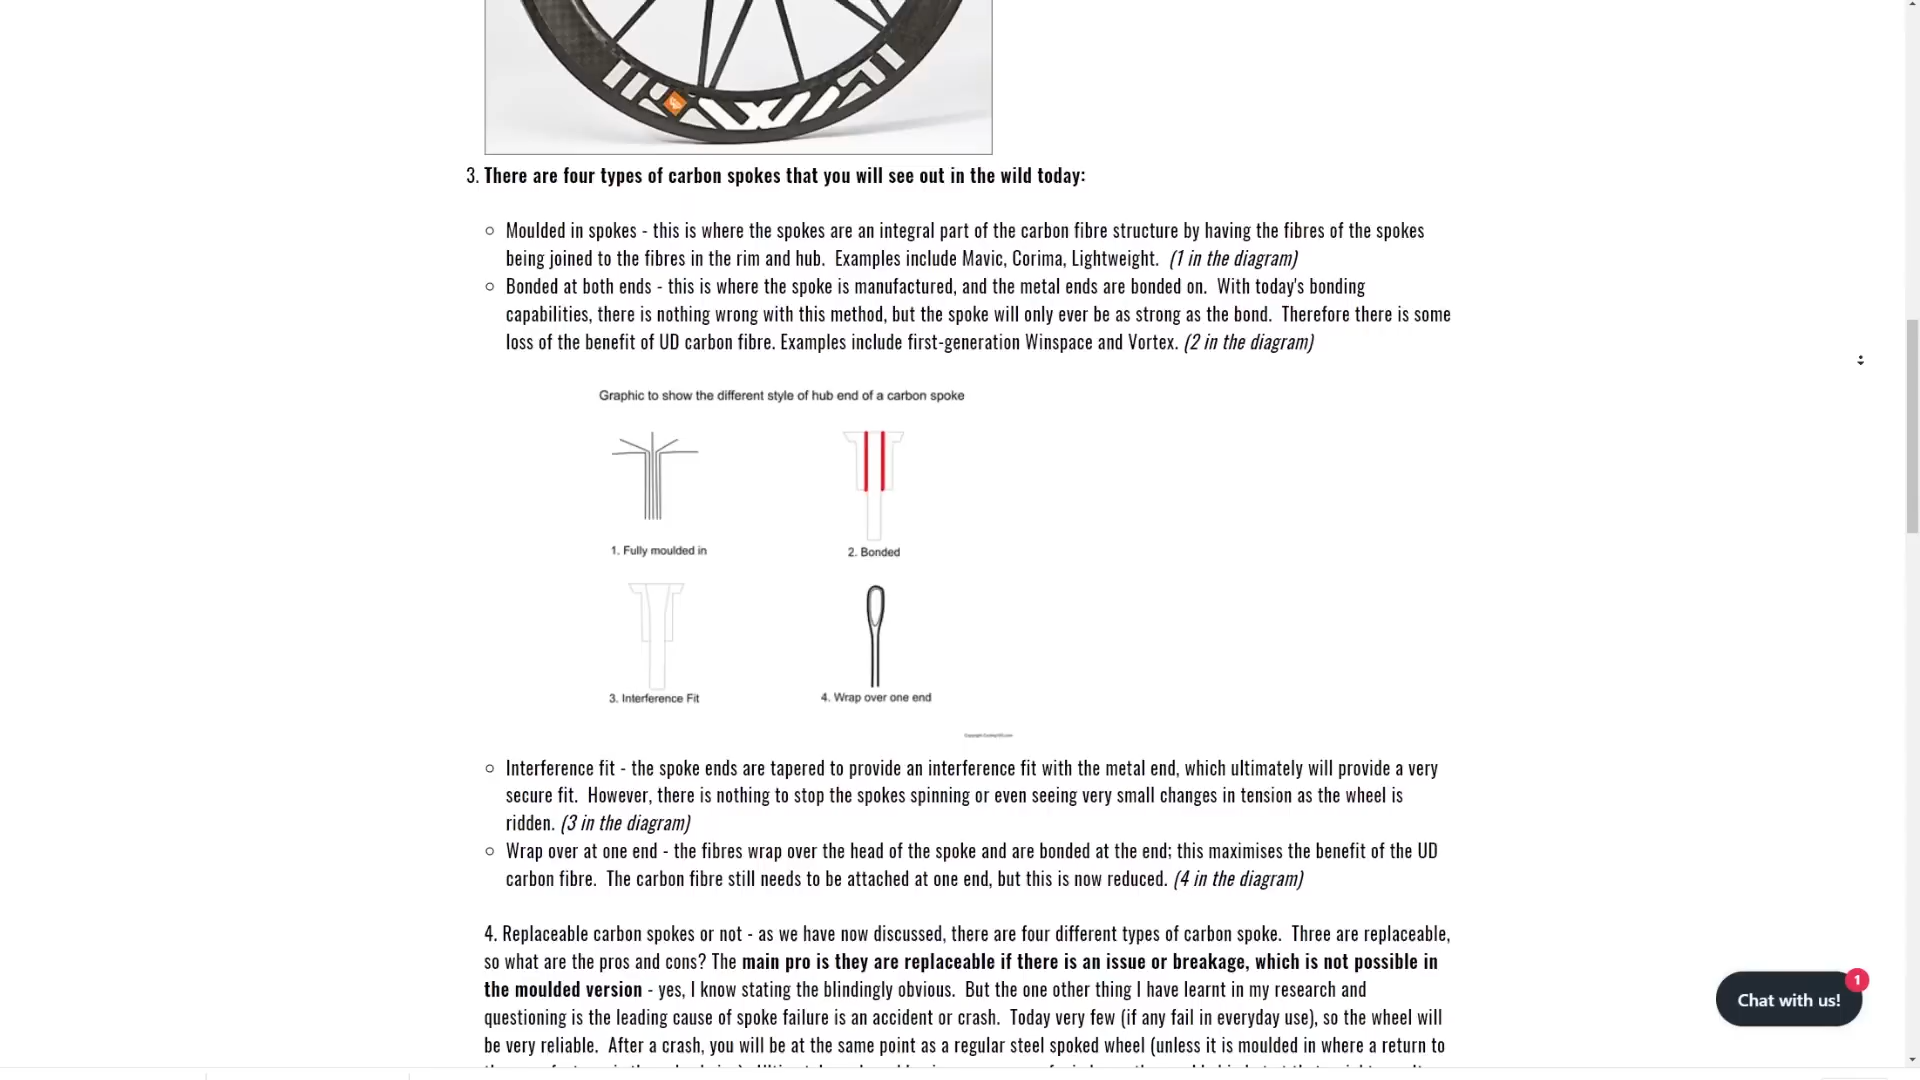 3. There are four types of carbon spokes that you will see out in the wild today:
Moulded in spokes - this is where the spokes are an integral part of the carbon fibre structure by having the fibres of the spokes
being joined to the fibres in the rim and hub. Examples include Mavic, Corima, Lightweight. (1 in the diagram)
Bonded at both ends - this is where the spoke is manufactured, and the metal ends are bonded on. With today's bonding
capabilities, there is nothing wrong with this method, but the spoke will only ever be as strong as the bond. Therefore there is some
loss of the benefit of UD carbon fibre. Examples include first-generation Winspace and Vortex. (2 in the diagram)
Graphic to show the different style of hub end of a carbon spoke
1. Fully moulded in
2. Bonded
3. Interference Fit
4. Wrap over one end
Interference fit - the spoke ends are tapered to provide an interference fit with the metal end, which ultimately will provide a very
secure fit. However, there is nothing to stop the spokes spinning or even seeing very small changes in tension as the wheel is
ridden. (3 in the diagram)
Wrap over at one end - the fibres wrap over the head of the spoke and are bonded at the end; this maximises the benefit of the UD
carbon fibre. The carbon fibre still needs to be attached at one end, but this is now reduced. (4 in the diagram)
4. Replaceable carbon spokes or not - as we have now discussed, there are four different types of carbon spoke. Three are replaceable,
so what are the pros and cons? The main pro is they are replaceable if there is an issue or breakage, which is not possible in
the moulded version - yes, I know stating the blindingly obvious. But the one other thing I have learnt in my research and
questioning is the leading cause of spoke failure is an accident or crash. Today very few (if any fail in everyday use), so the wheel will
be very reliable. After a crash, you will be at the same point as a regular steel spoked wheel (unless it is moulded in where a return to
1
Chat with us!